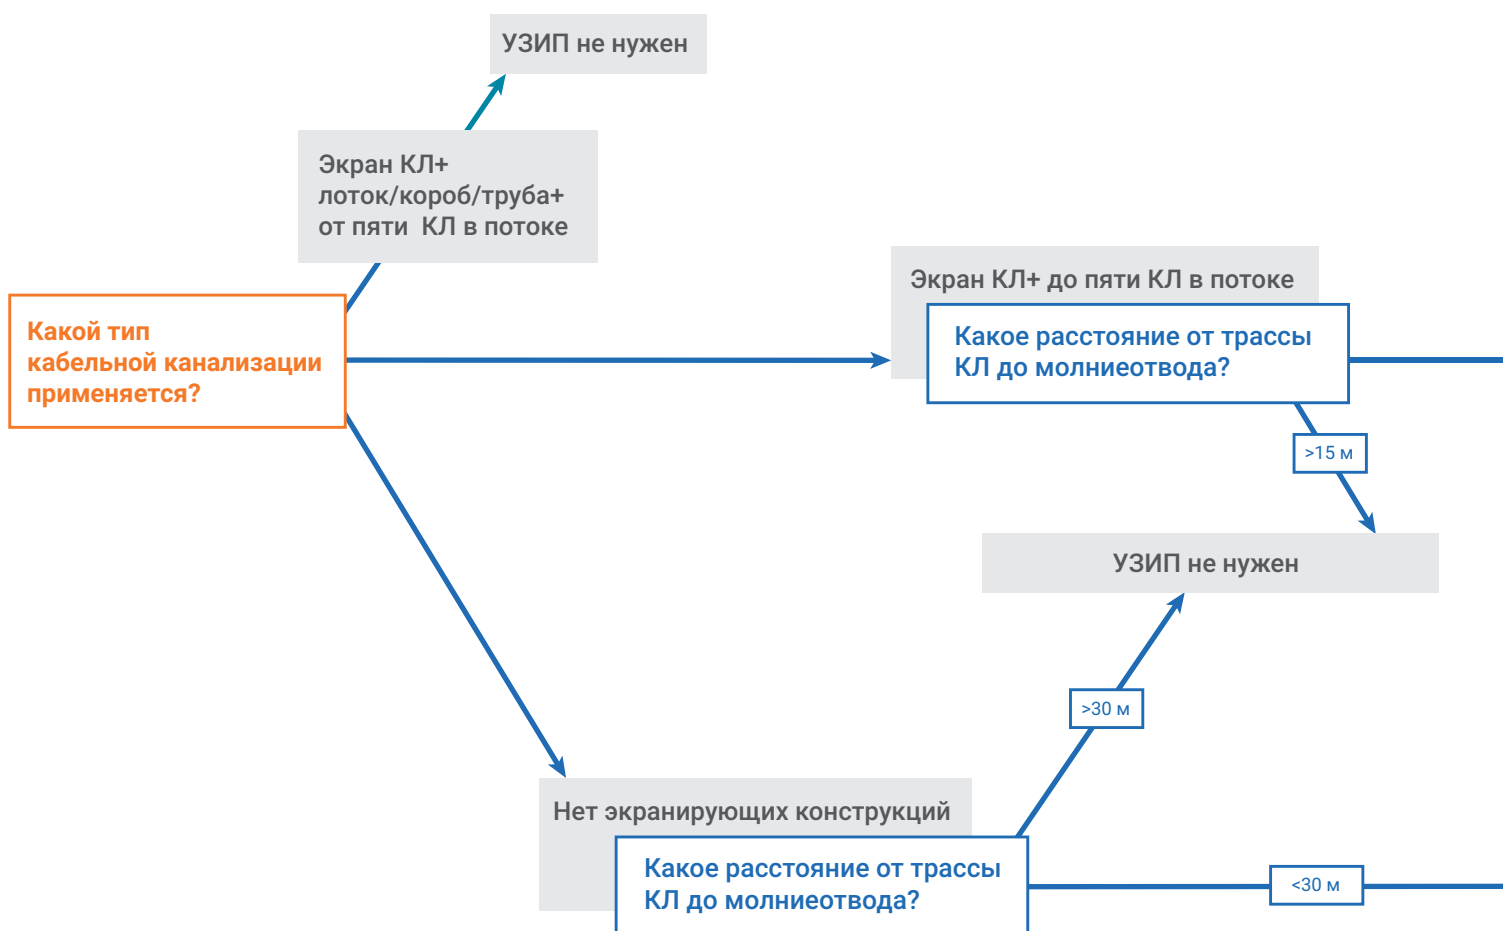 УЗИП не нужен
Экран КЛ+
лоток/короб/труба+
от пяти КЛ в потоке
Какой тип
кабельной канализации
применяется?
Экран КЛ+ до пяти КЛ в потоке
Какое расстояние от трассы
КЛ до молниеотвода?
>15 м
УЗИП не нужен
>30 м
Нет экранирующих конструкций
Какое расстояние от трассы
КЛ до молниеотвода?
<30 м